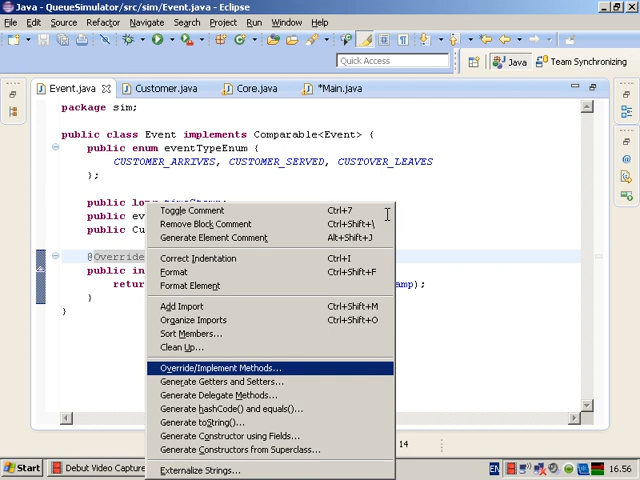 Java - QueueSimulator/src/sim/Event.java - Eclipse
File Edit Source Refactor Navigate Search Project Run Window Help
Quick Access
Java
Team Synchronizing
Event.java
Customer.java
Core.java
*Main.java
package sim;
public class Event implements Comparable<Event> {
public enum eventTypeEnum {
CUSTOMER_ARRIVES, CUSTOMER_SERVED, CUSTOVER_LEAVES
};
public
public
public
@Override
public
amp);
}
}
Toggle Comment Ctrl+7
Remove Block Comment Ctrl+Shift+\
Generate Element Comment Alt+Shift+J
Correct Indentation Ctrl+I
Format Ctrl+Shift+F
Format Element
Add Import Ctrl+Shift+M
Organize Imports Ctrl+Shift+O
Sort Members...
Clean Up...
Override/Implement Methods...
Generate Getters and Setters...
Generate Delegate Methods...
Generate hashCode() and equals()...
Generate toString()...
Generate Constructor using Fields...
Generate Constructors from Superclass...
Externalize Strings...
14
Start
Debut Video Capture
EN
16.56